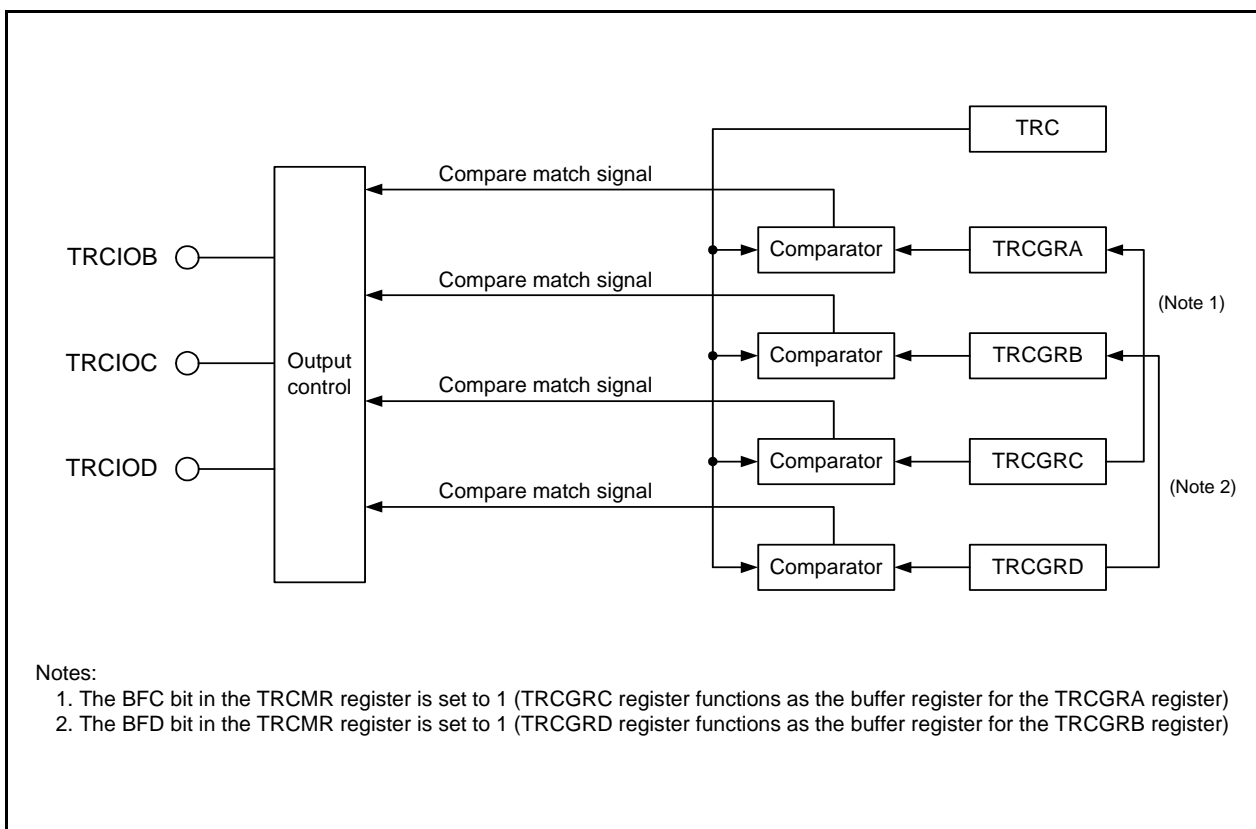 TRC
Compare match signal
Comparator
TRCGRA
TRCIOB
Compare match signal
(Note 1)
Comparator
TRCGRB
TRCIOC
Output
control
Compare match signal
Comparator
TRCGRC
TRCIOD
Compare match signal
(Note 2)
Comparator
TRCGRD
Notes:
1. The BFC bit in the TRCMR register is set to 1 (TRCGRC register functions as the buffer register for the TRCGRA register)
2. The BFD bit in the TRCMR register is set to 1 (TRCGRD register functions as the buffer register for the TRCGRB register)